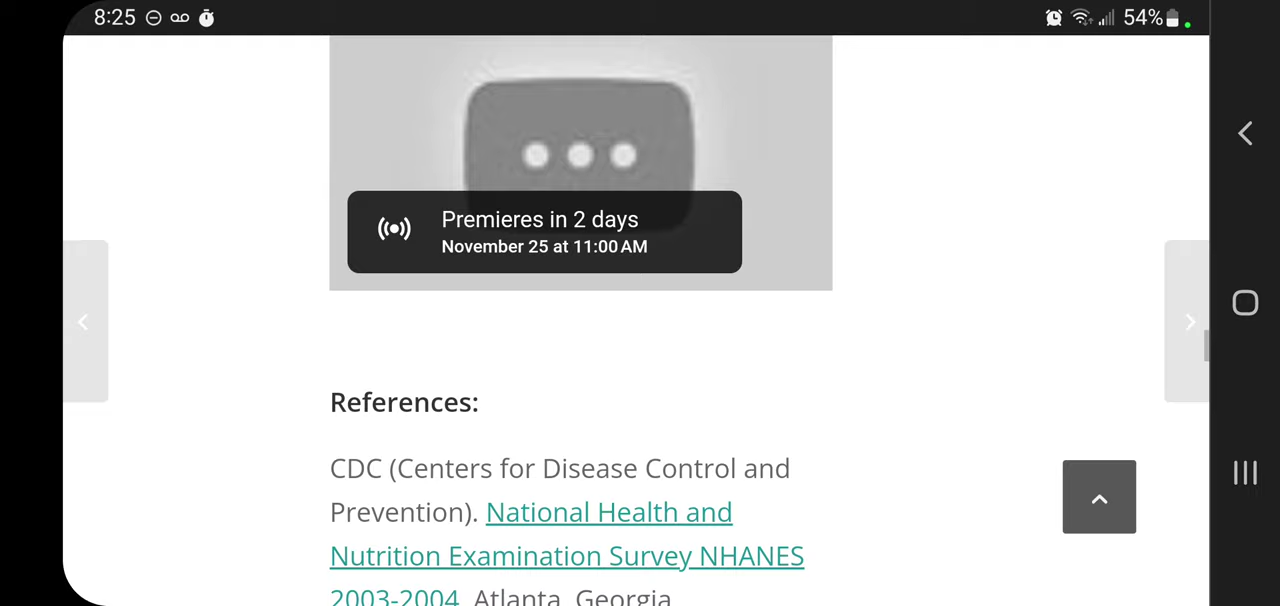 8:25
54%
Premieres in 2 days
November 25 at 11:00 AM
References:
CDC (Centers for Disease Control and
Prevention). National Health and
Nutrition Examination Survey NHANES
2003-2004. Atlanta, Georgia